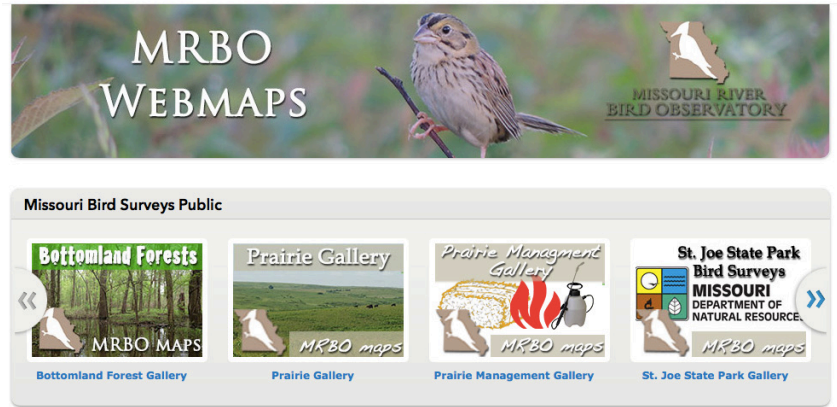 MRBO
WEBMAPS
MISSOURI RIVER
BIRD OBSERVATORY
Missouri Bird Surveys Public
Bottomland Forests
MRBO MAPS
Bottomland Forest Gallery
Prairie Gallery
MRBO maps
Prairie Gallery
Prairie Managment
Gallery
MRBO maps
Prairie Management Gallery
St. Joe State Park
Bird Surveys
MISSOURI
DEPARTMENT OF
NATURAL RESOURCES
MRBO maps
St. Joe State Park Gallery